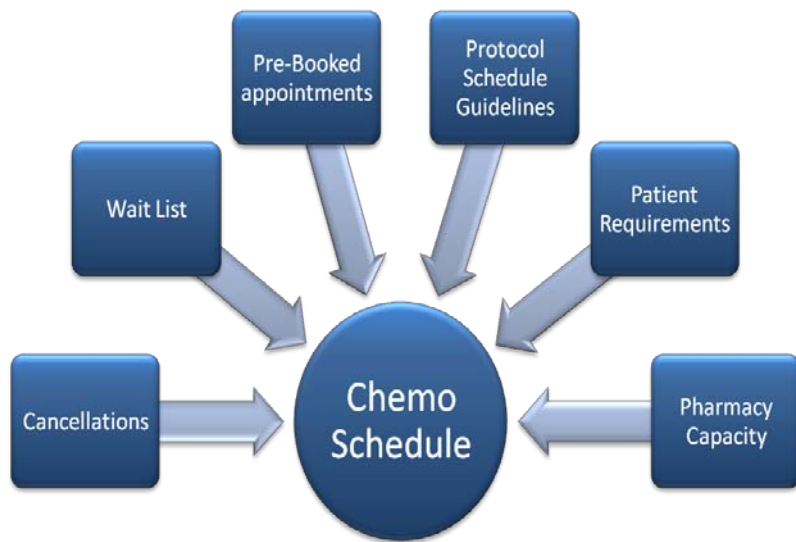 Pre-Booked
appointments
Protocol
Schedule
Guidelines
Wait List
Patient
Requirements
Cancellations
Chemo
Schedule
Pharmacy
Capacity